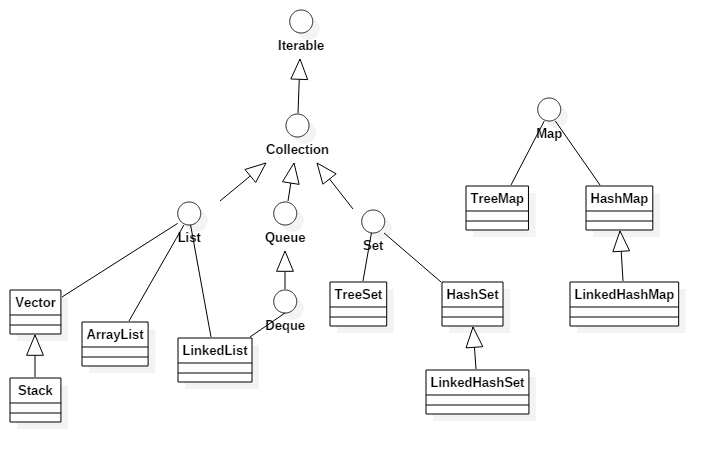 Iterable
Collection
Map
List
Queue
Set
TreeMap
HashMap
Vector
ArrayList
LinkedList
Deque
TreeSet
HashSet
LinkedHashMap
Stack
LinkedHashSet